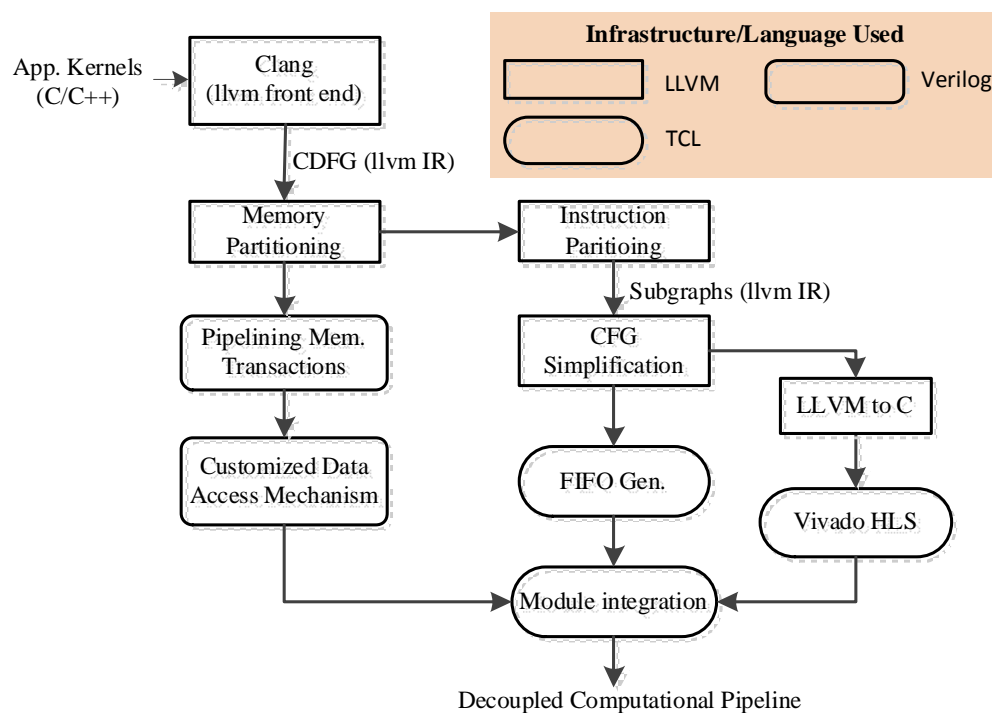 Infrastructure/Language Used
LLVM
Verilog
TCL
App. Kernels
(C/C++)
Clang
(llvm front end)
CDFG (llvm IR)
Memory
Partitioning
Instruction
Paritioing
Subgraphs (llvm IR)
Pipelining Mem.
Transactions
CFG
Simplification
LLVM to C
Customized Data
Access Mechanism
FIFO Gen.
Vivado HLS
Module integration
Decoupled Computational Pipeline